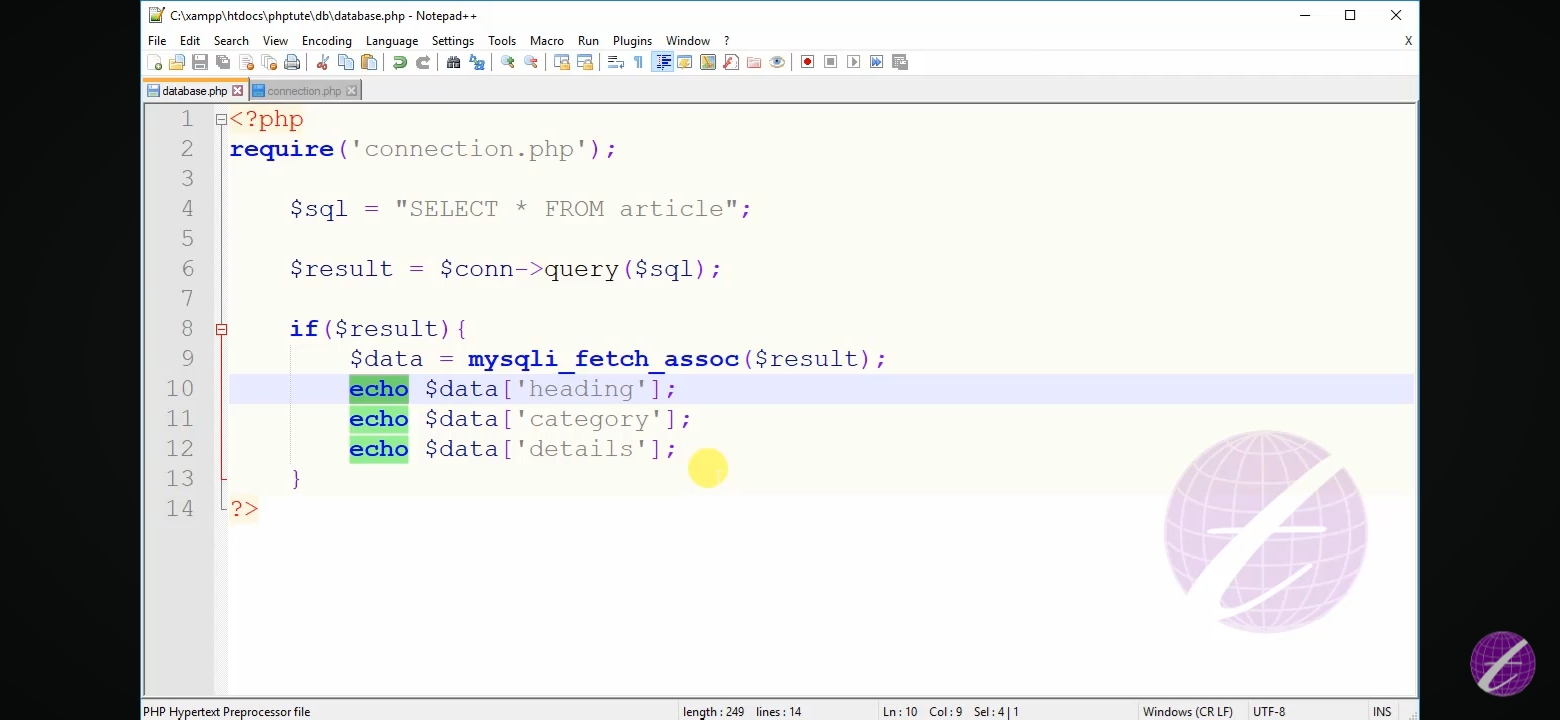 C:\xampp\htdocs\phptute\db\database.php - Notepad++
File Edit Search View Encoding Language Settings Tools Macro Run Plugins Window ? X
database.php connection.php
1 <?php
2 require('connection.php');
3
4 $sql = "SELECT * FROM article";
5
6 $result = $conn->query($sql);
7
8 if($result){
9 $data = mysqli_fetch_assoc($result);
10 echo $data['heading'];
11 echo $data['category'];
12 echo $data['details'];
13 }
14 ?>
PHP Hypertext Preprocessor file length : 249 lines : 14 Ln : 10 Col : 9 Sel : 4 | 1 Windows (CR LF) UTF-8 INS